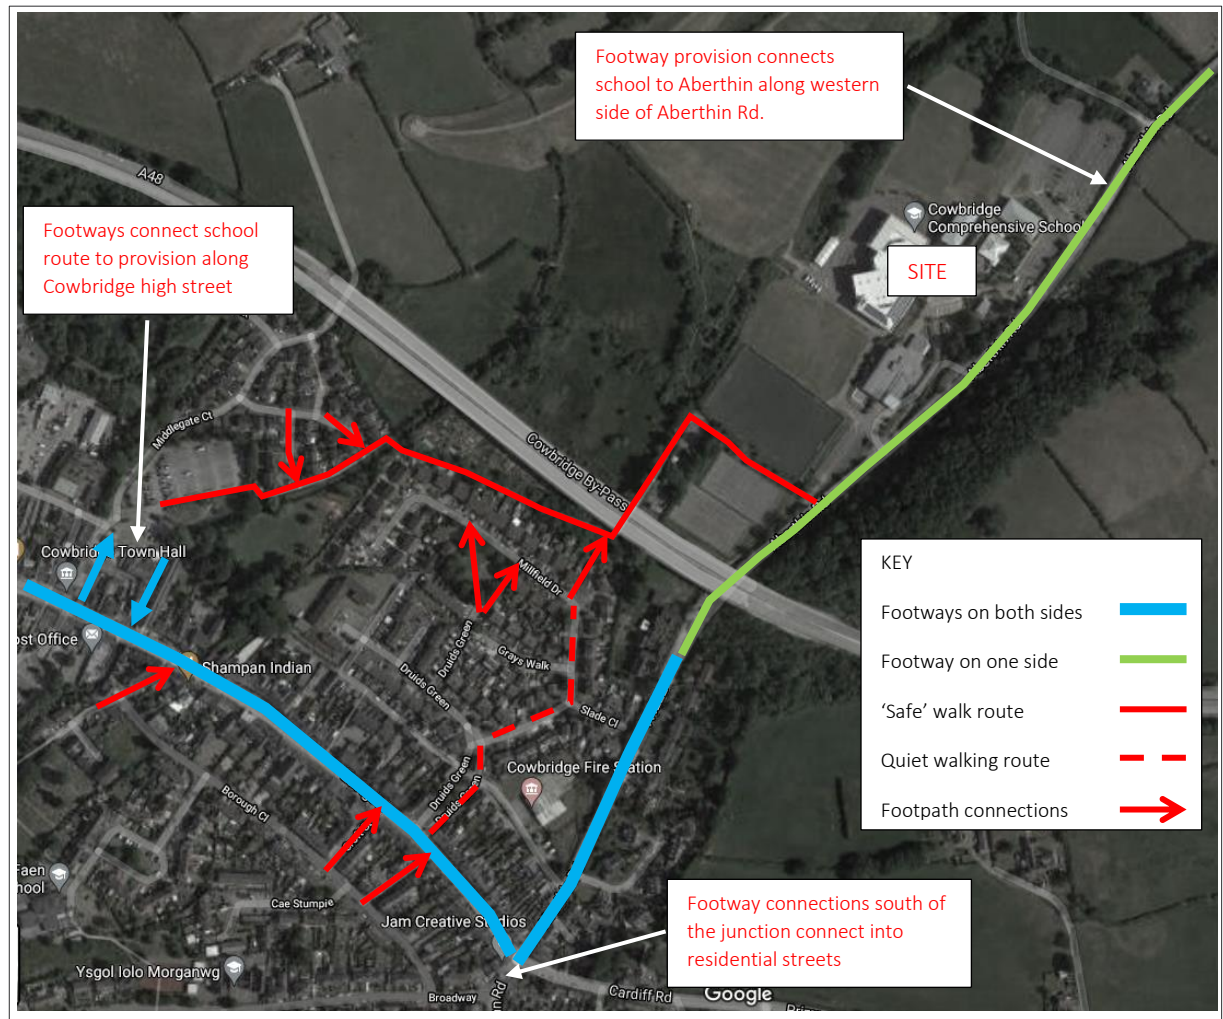 Footway provision connects
school to Aberthin along western
side of Aberthin Rd.
A48
Footways connect school
route to provision along
Cowbridge high street
Cowbridge
Comprehensive School
SITE
Middlegate Ct
Cowbridge By-Pass
Cowbridge Town Hall
Millfield Dr
ost Office
Shampan Indian
Druids Green
Grays Walk
Druids Green
Slade Cl
Cowbridge Fire Station
Druids Green
Druids Green
Borough Cl
Faen
hool
Cae Stumpie
Jam Creative Studios
Ysgol Iolo Morganwg
Broadway
Cardiff Rd
Google
KEY
Footways on both sides
Footway on one side
‘Safe’ walk route
Quiet walking route
Footpath connections
Footway connections south of
the junction connect into
residential streets